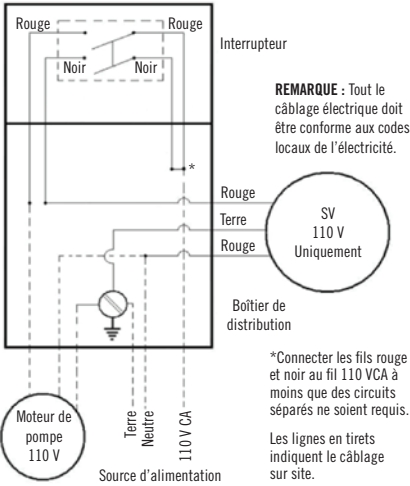 Rouge Rouge
Interrupteur
Noir Noir
REMARQUE : Tout le
câblage électrique doit
être conforme aux codes
locaux de l'électricité.
*
Rouge
Terre
Rouge
SV
110 V
Uniquement
Boîtier de
distribution
*Connecter les fils rouge
et noir au fil 110 VCA à
moins que des circuits
séparés ne soient requis.
Les lignes en tirets
indiquent le câblage
sur site.
Moteur de
pompe
110 V
Terre
Neutre
110 V CA
Source d'alimentation